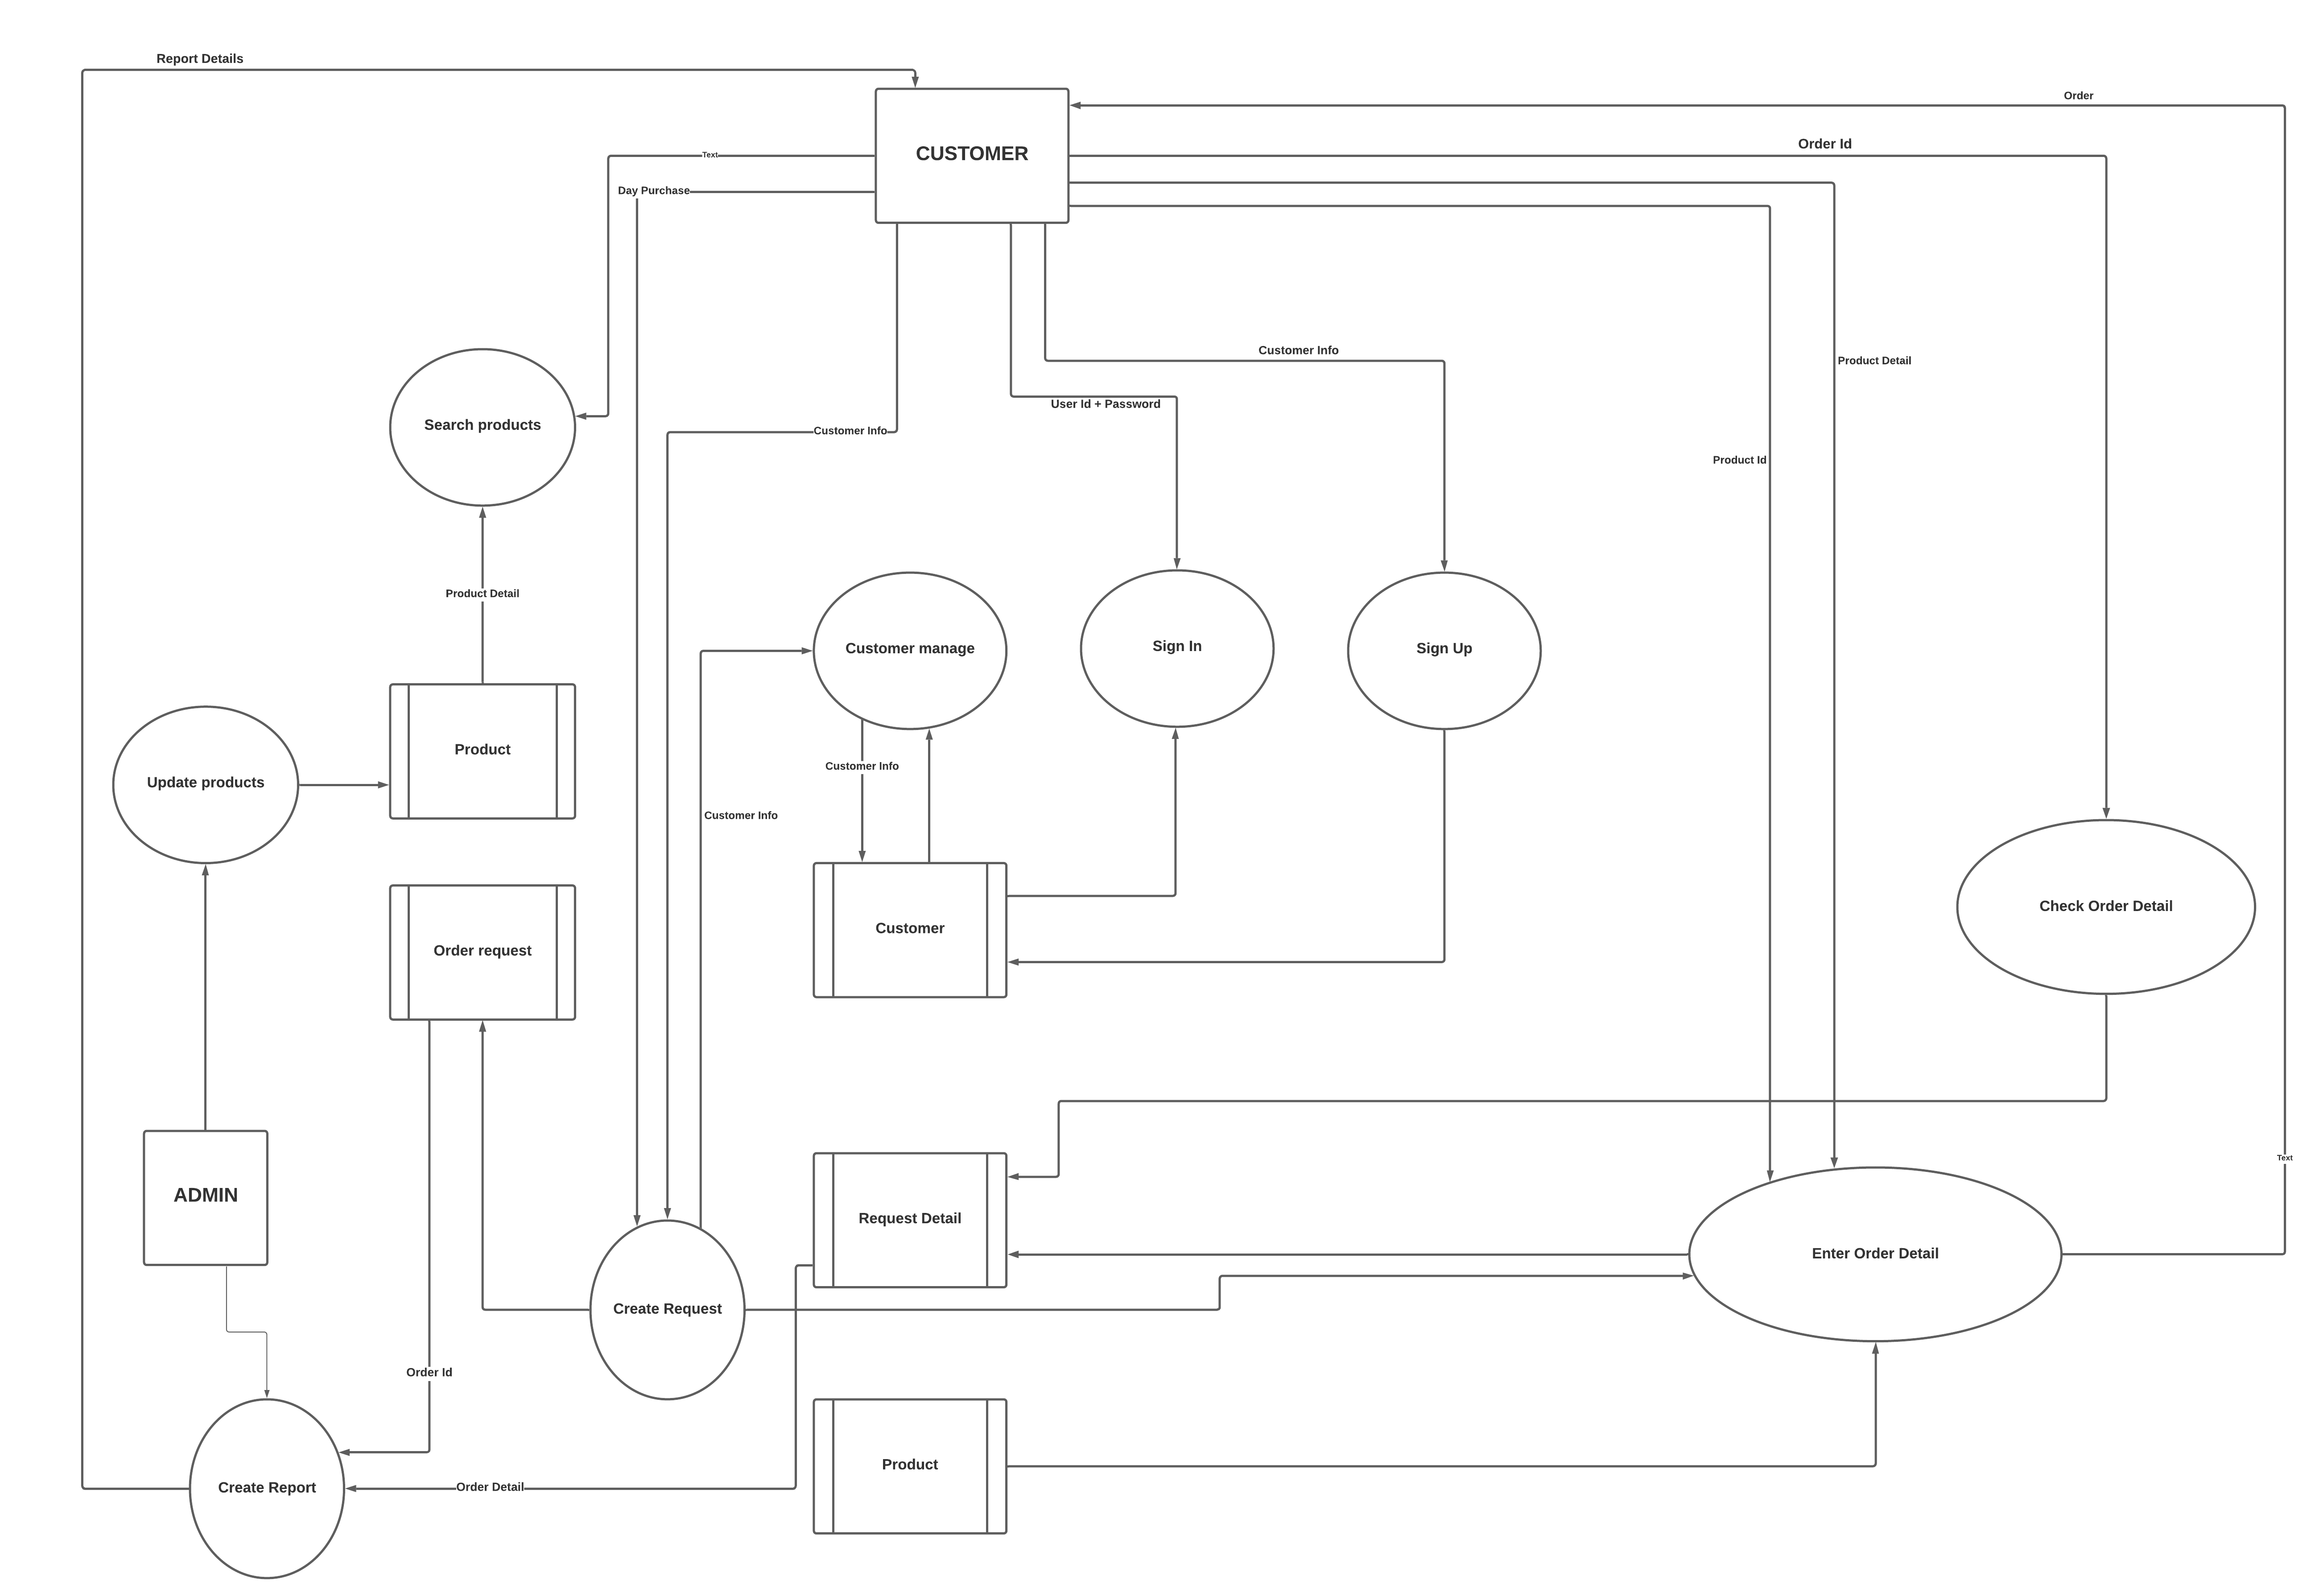 Report Details
Order
Order Id
CUSTOMER
Text
Day Purchase
Customer Info
Product Detail
User Id + Password
Search products
Customer Info
Product Id
Product Detail
Customer manage
Sign In
Sign Up
Product
Customer Info
Update products
Customer Info
Check Order Detail
Customer
Order request
Text
ADMIN
Request Detail
Enter Order Detail
Create Request
Order Id
Product
Create Report
Order Detail